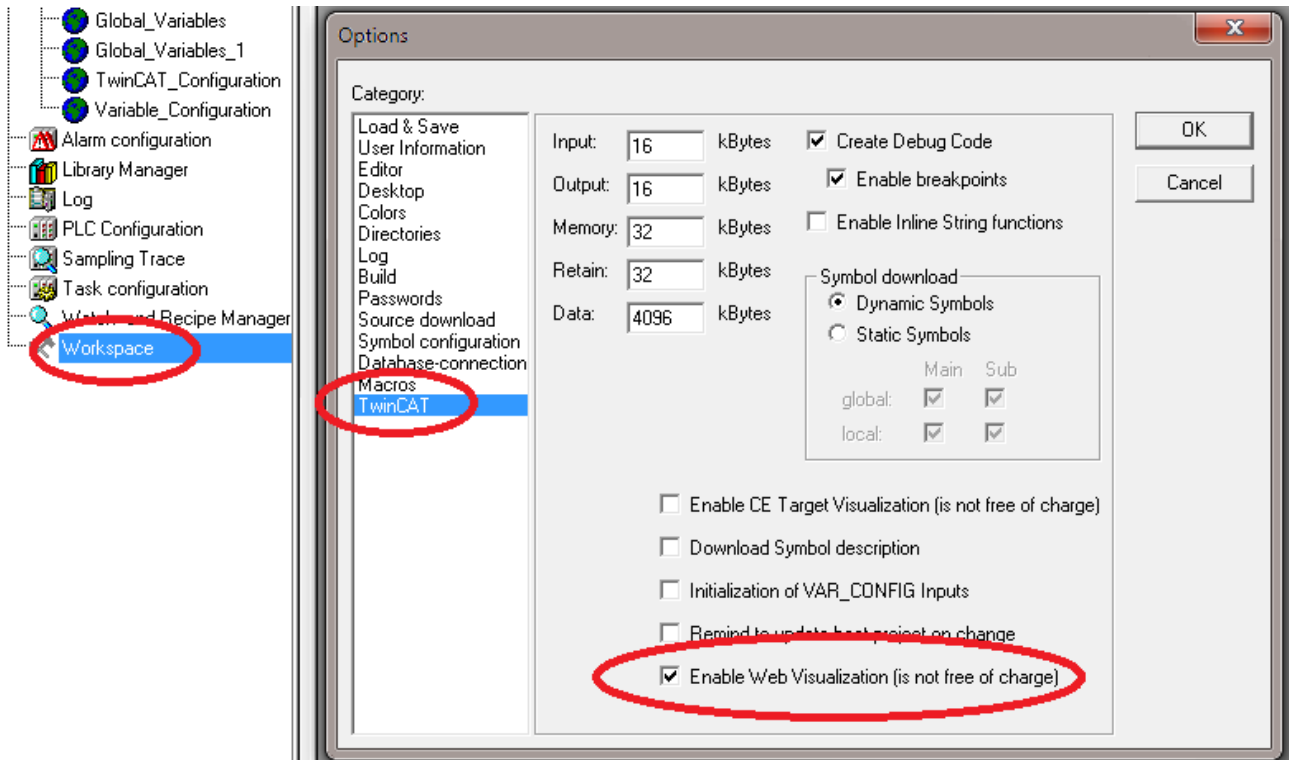 Global_Variables
Global_Variables_1
TwinCAT_Configuration
Variable_Configuration
Alarm configuration
Library Manager
Log
PLC Configuration
Sampling Trace
Task configuration
Watch- and Recipe Manager
Workspace
Options
Category:
Load & Save
User Information
Editor
Desktop
Colors
Directories
Log
Build
Passwords
Source download
Symbol configuration
Database-connection
Macros
TwinCAT
Input: 16 kBytes
Output: 16 kBytes
Memory: 32 kBytes
Retain: 32 kBytes
Data: 4096 kBytes
Create Debug Code
Enable breakpoints
Enable Inline String functions
Symbol download
Dynamic Symbols
Static Symbols
Main Sub
global:
local:
Enable CE Target Visualization (is not free of charge)
Download Symbol description
Initialization of VAR_CONFIG Inputs
Remind to update boot project on change
Enable Web Visualization (is not free of charge)
OK
Cancel